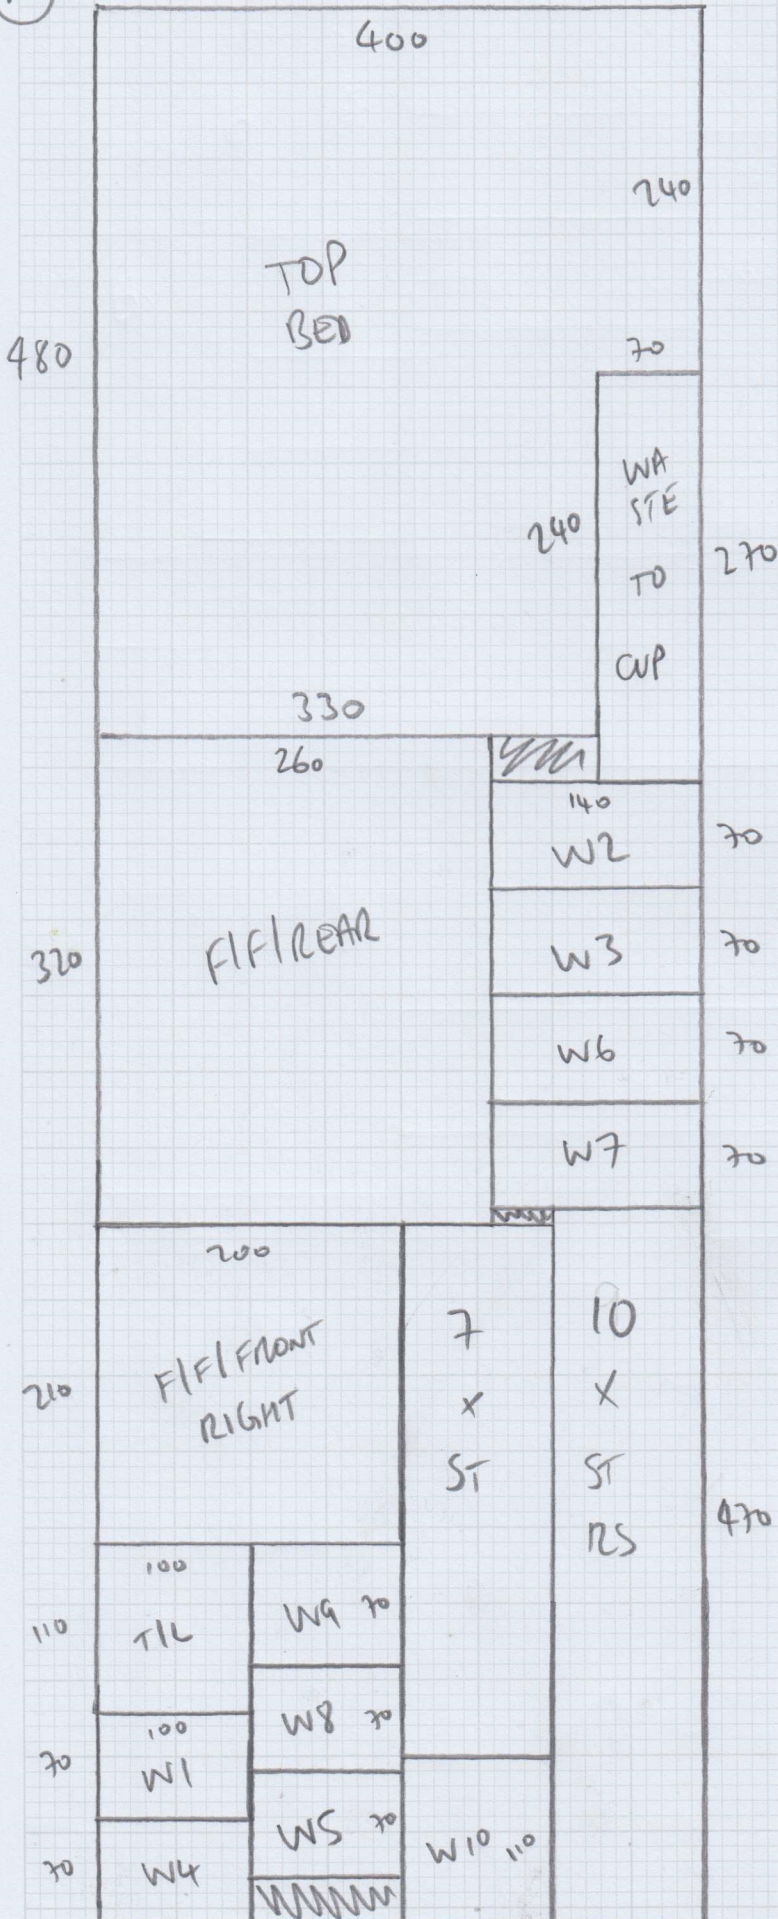 400
240
TOP
BED
480
70
WA
STE
TO
CUP
240
270
330
260
140
W2
70
F/F/REAR
320
W3
70
W6
70
W7
70
200
F/F/FRONT
RIGHT
210
7
x
ST
10
X
ST
RS
470
100
T/L
110
W9 70
W8 70
100
W1
70
W5 70
W10 110
W4
70